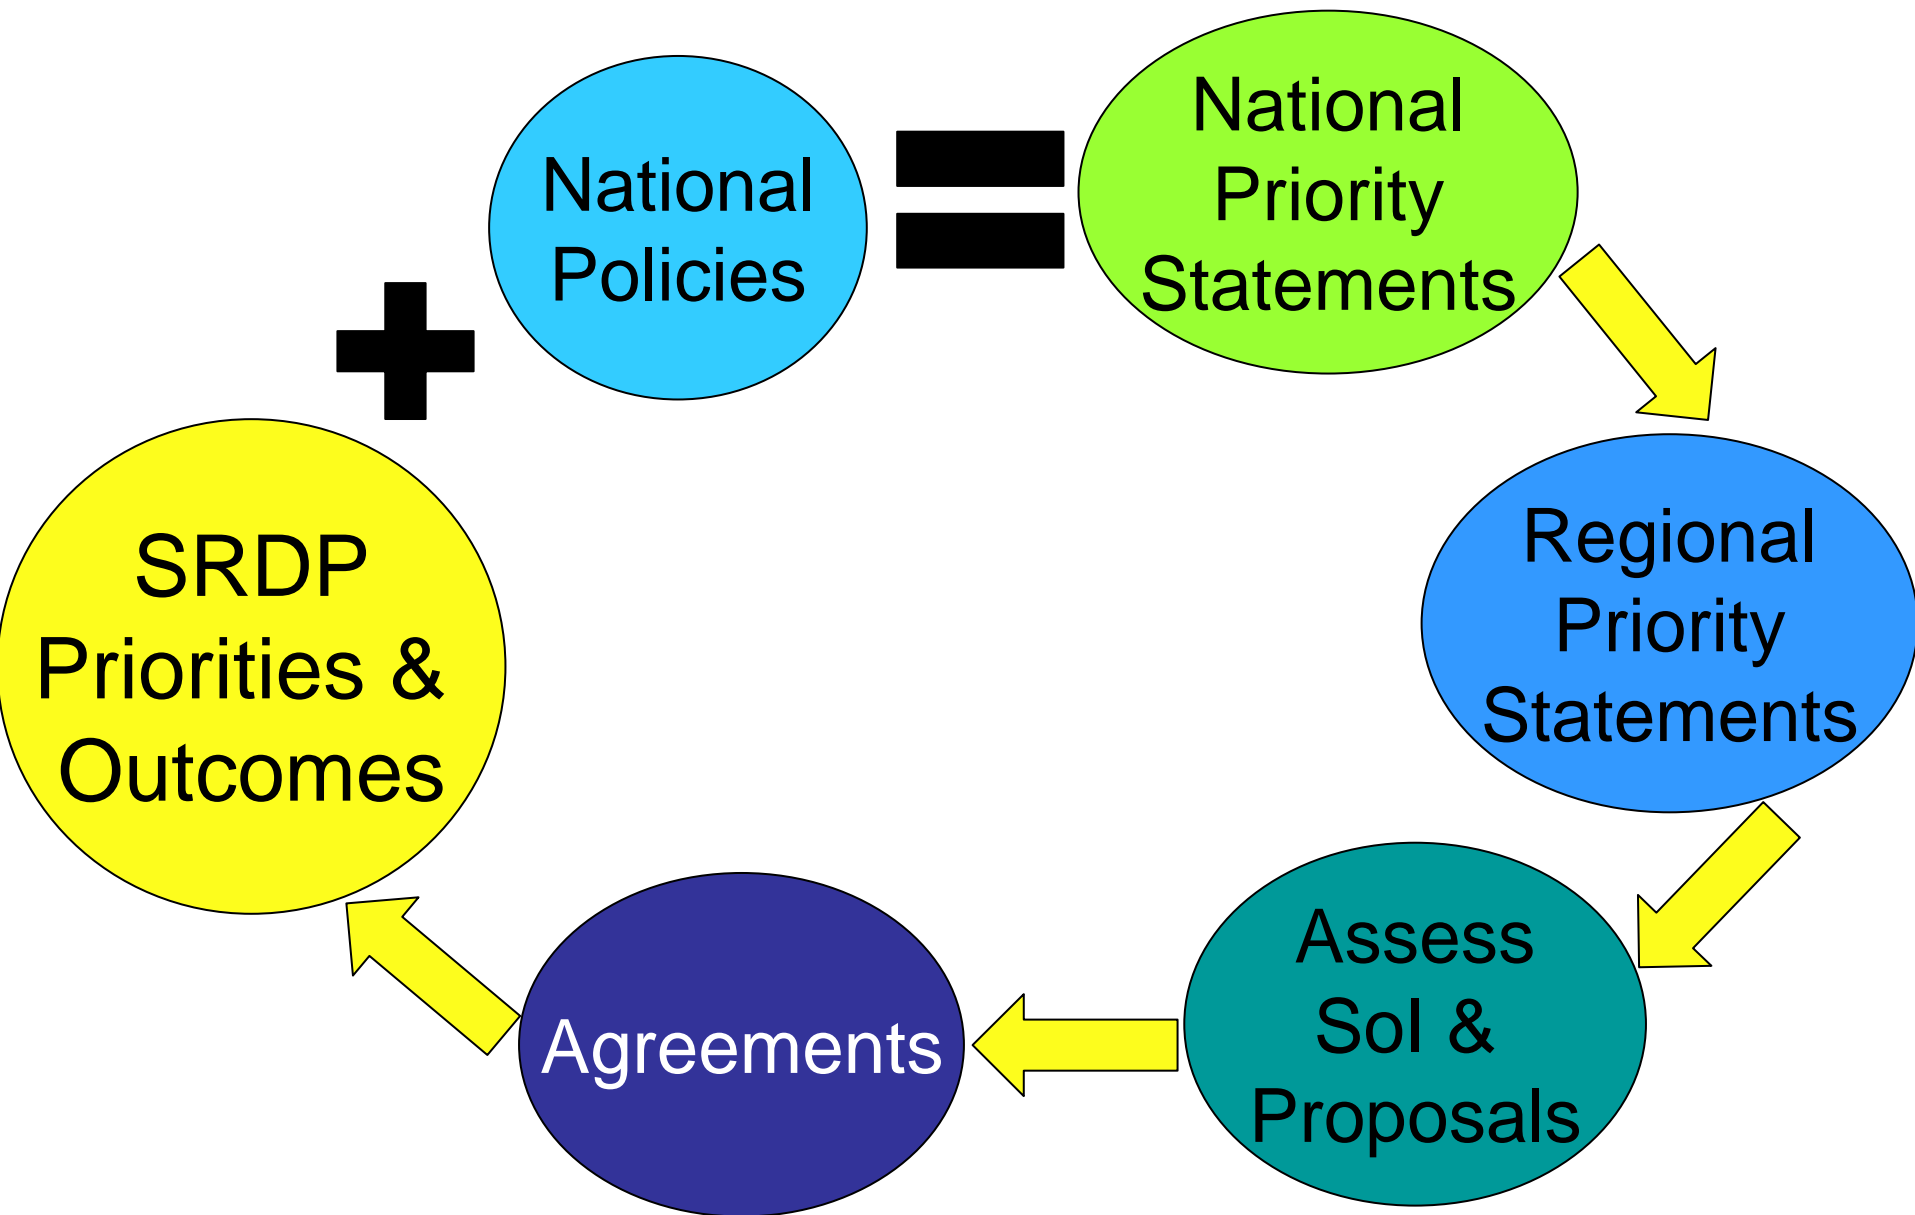 National
Policies
National
Priority
Statements
SRDP
Priorities &
Outcomes
Regional
Priority
Statements
Agreements
Assess
SoI &
Proposals